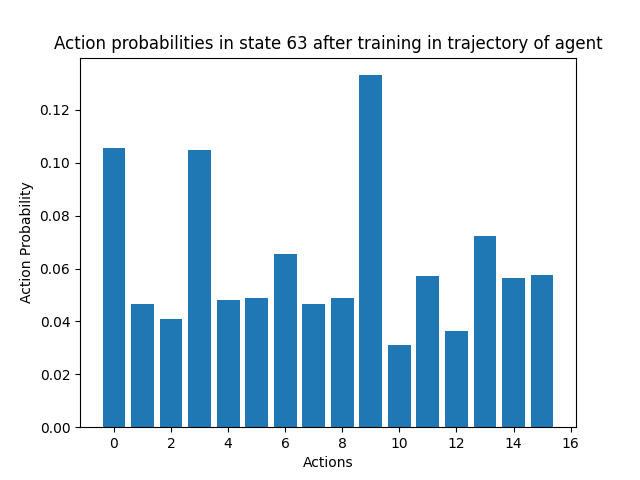 Action probabilities in state 63 after training in trajectory of agent
0.12
0.10
0.08
0.06
0.04
0.02
0.00
Action Probability
0 2 4 6 8 10 12 14 16
Actions